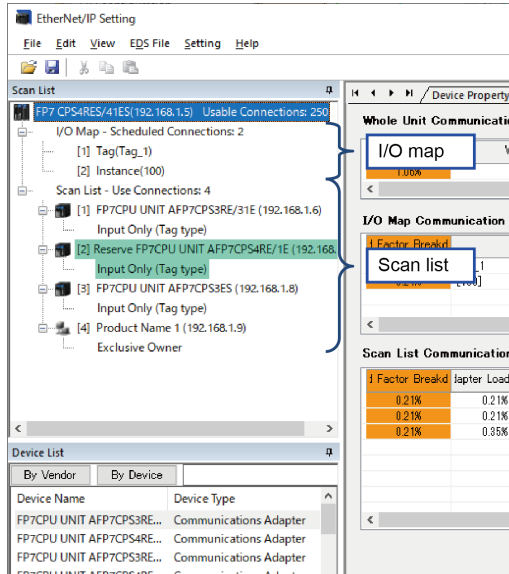 EtherNet/IP Setting
File Edit View EDS File Setting Help
Scan List
FP7 CPS4RE/41ES(192.168.1.5) Usable Connections: 250
I/O Map - Scheduled Connections: 2
[1] Tag(Tag_1)
[2] Instance(100)
Scan List - Use Connections: 4
[1] FP7CPU UNIT AFP7CPS3RE/31E (192.168.1.6)
Input Only (Tag type)
[2] Reserve FP7CPU UNIT AFP7CPS4RE/1E (192.168.
Input Only (Tag type)
[3] FP7CPU UNIT AFP7CPS3ES (192.168.1.8)
Input Only (Tag type)
[4] Product Name 1 (192.168.1.9)
Exclusive Owner
Device List
By Vendor By Device
Device Name Device Type
FP7CPU UNIT AFP7CPS3RE... Communications Adapter
FP7CPU UNIT AFP7CPS4RE... Communications Adapter
FP7CPU UNIT AFP7CPS3RE... Communications Adapter
Device Property
Whole Unit Communicati
I/O map
1.06%
I/O Map Communication
d Factor Breakd
Scan list
_1
Scan List Communication
d Factor Breakd dapter Load
0.21% 0.21%
0.21% 0.21%
0.21% 0.35%